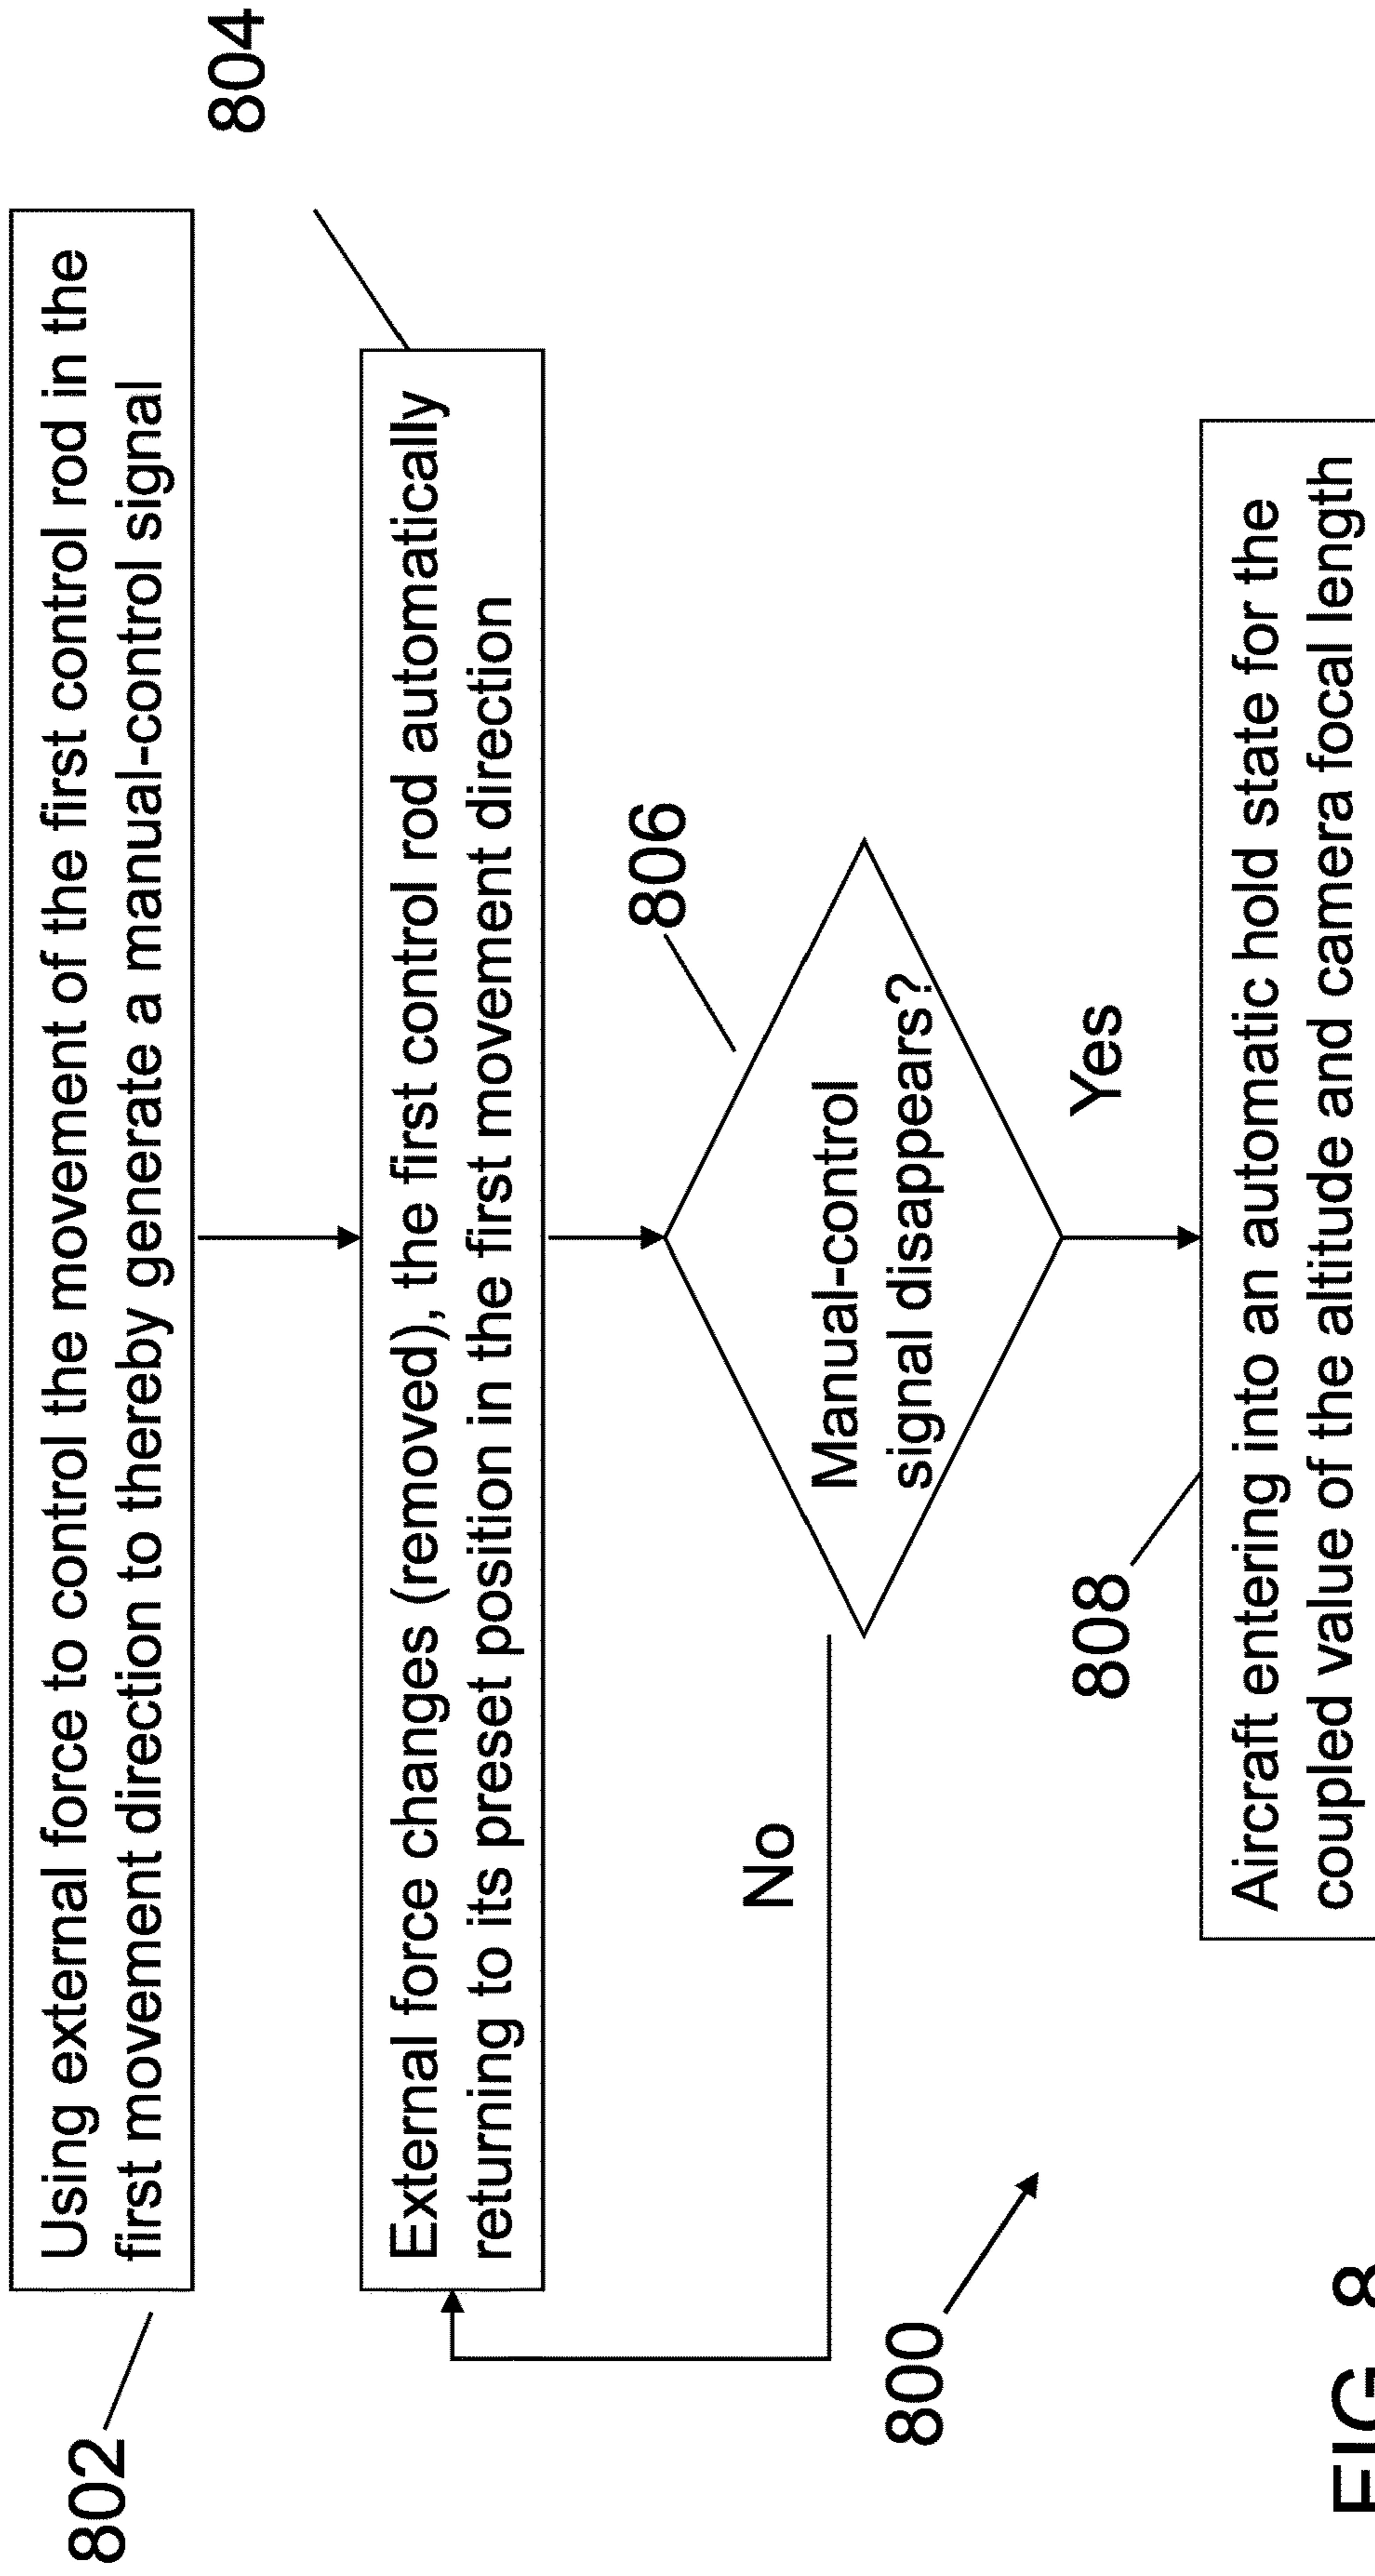 802
Using external force to control the movement of the first control rod in the
first movement direction to thereby generate a manual-control signal
804
External force changes (removed), the first control rod automatically
returning to its preset position in the first movement direction
806
Manual-control
signal disappears?
No
Yes
800
808
Aircraft entering into an automatic hold state for the
coupled value of the altitude and camera focal length
FIG. 8